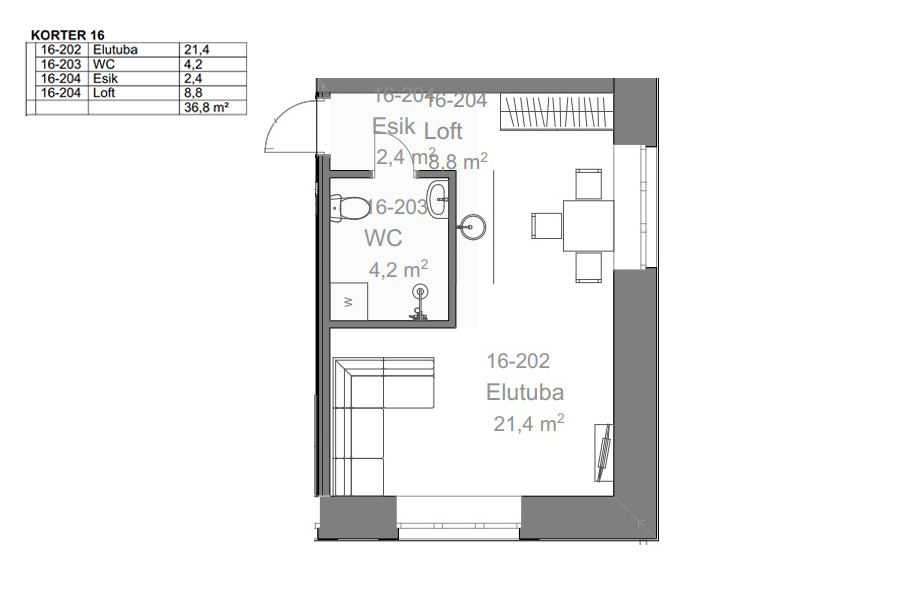 KORTER 16
16-202 Elutuba 21,4
16-203 WC 4,2
16-204 Esik 2,4
16-204 Loft 8,8
36,8 m²
16-204
Esik
2,4 m²
16-204
Loft
8,8 m²
16-203
WC
4,2 m²
W
16-202
Elutuba
21,4 m²